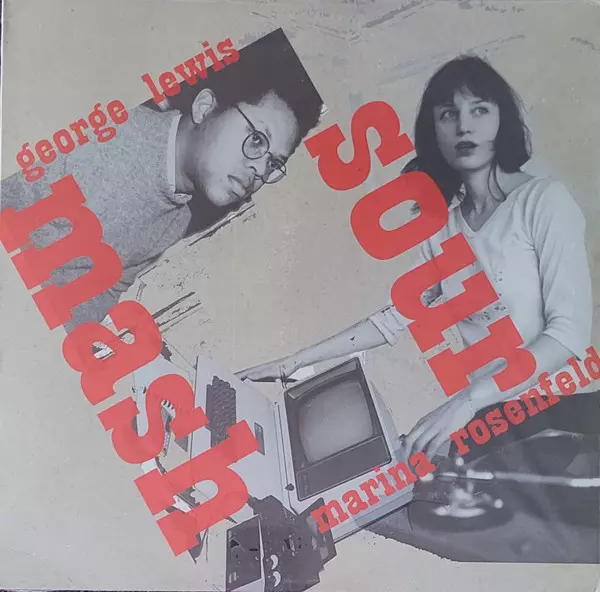 george lewis
sour
mash
marina rosenfeld